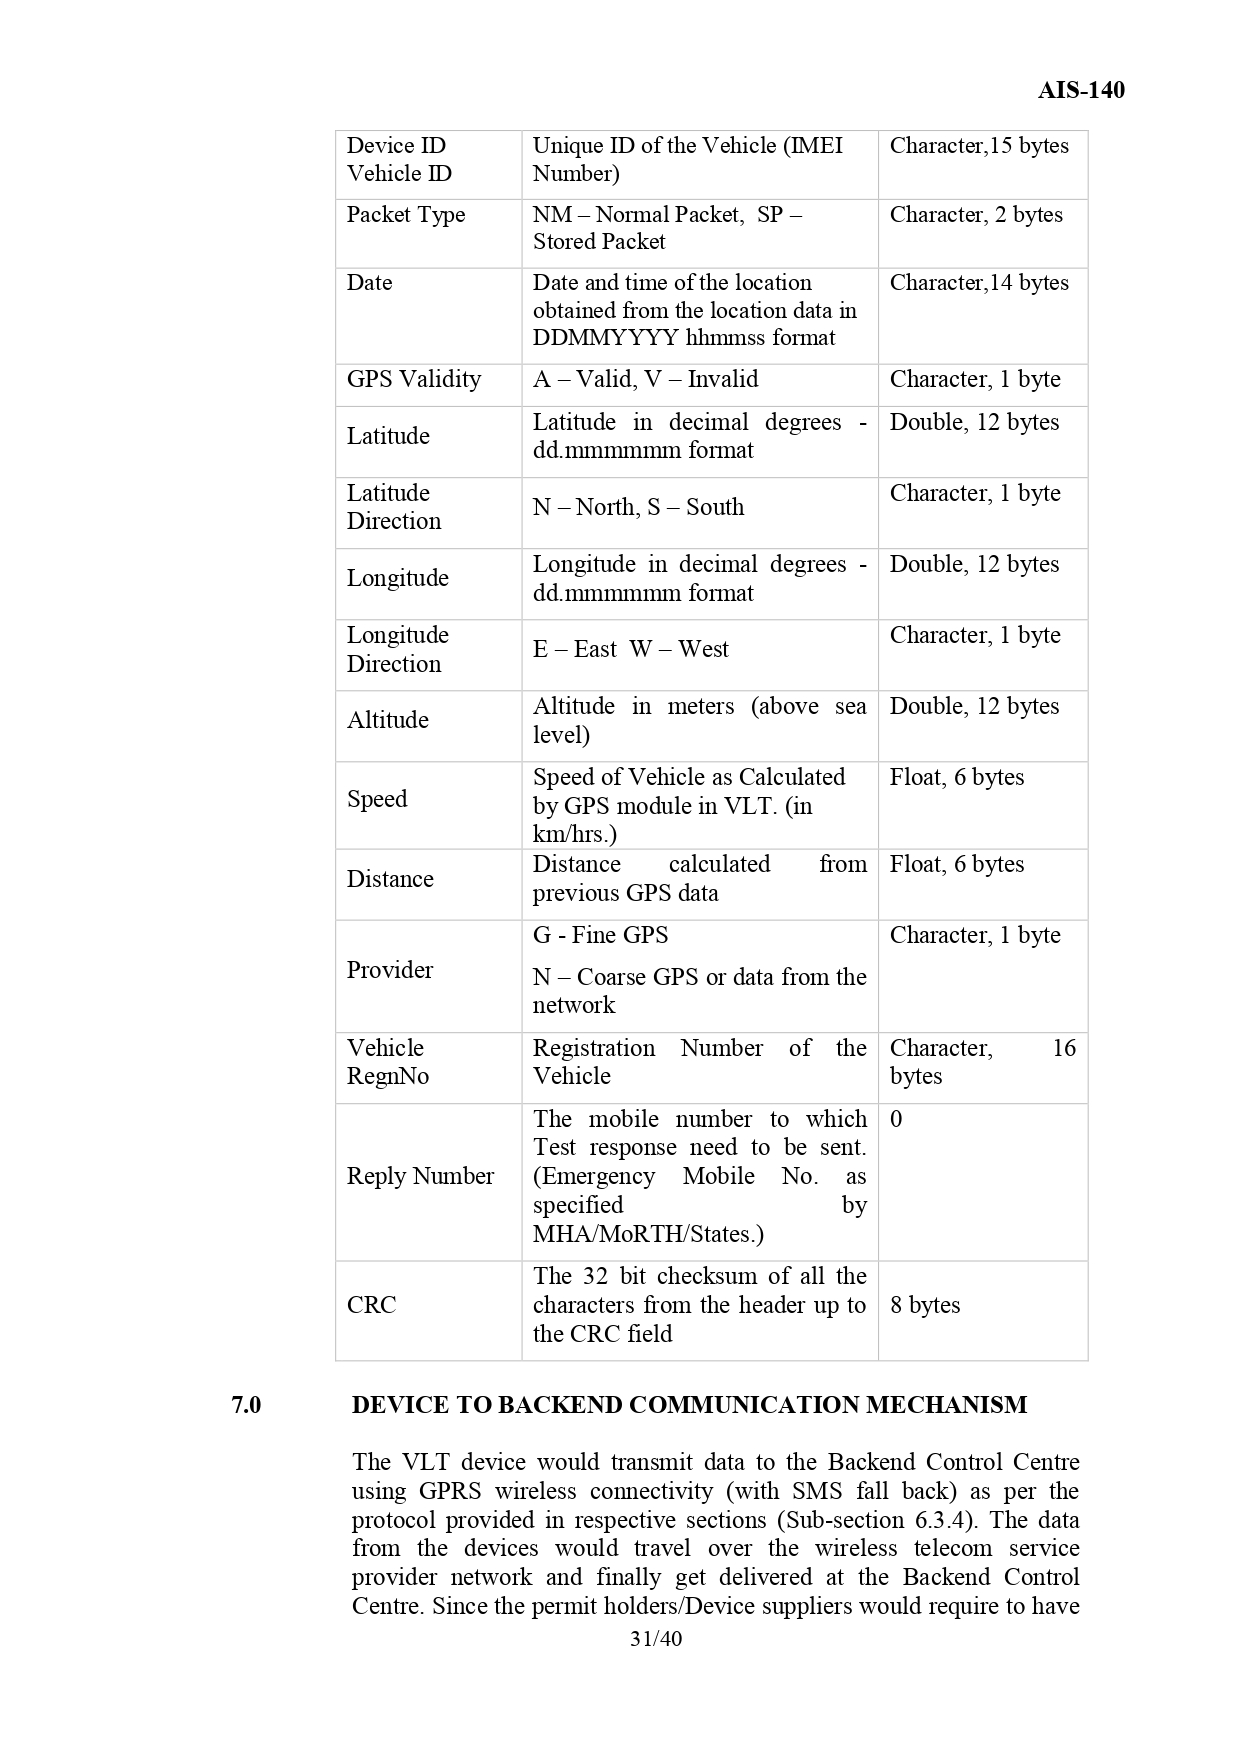 AIS-140
Device ID
Vehicle ID
Unique ID of the Vehicle (IMEI
Number)
Character,15 bytes
Packet Type
NM – Normal Packet,  SP –
Stored Packet
Character, 2 bytes
Date
Date and time of the location
obtained from the location data in
DDMMYYYY hhmmss format
Character,14 bytes
GPS Validity
A – Valid, V – Invalid
Character, 1 byte
Latitude
Latitude in decimal degrees -
dd.mmmmmm format
Double, 12 bytes
Latitude
Direction
N – North, S – South
Character, 1 byte
Longitude
Longitude in decimal degrees -
dd.mmmmmm format
Double, 12 bytes
Longitude
Direction
E – East  W – West
Character, 1 byte
Altitude
Altitude in meters (above sea
level)
Double, 12 bytes
Speed
Speed of Vehicle as Calculated
by GPS module in VLT. (in
km/hrs.)
Float, 6 bytes
Distance
Distance calculated from
previous GPS data
Float, 6 bytes
Provider
G - Fine GPS
N – Coarse GPS or data from the
network
Character, 1 byte
Vehicle
RegnNo
Registration Number of the
Vehicle
Character, 16
bytes
Reply Number
The mobile number to which
Test response need to be sent.
(Emergency Mobile No. as
specified by
MHA/MoRTH/States.)
0
CRC
The 32 bit checksum of all the
characters from the header up to
the CRC field
8 bytes
7.0 DEVICE TO BACKEND COMMUNICATION MECHANISM
The VLT device would transmit data to the Backend Control Centre
using GPRS wireless connectivity (with SMS fall back) as per the
protocol provided in respective sections (Sub-section 6.3.4). The data
from the devices would travel over the wireless telecom service
provider network and finally get delivered at the Backend Control
Centre. Since the permit holders/Device suppliers would require to have
31/40